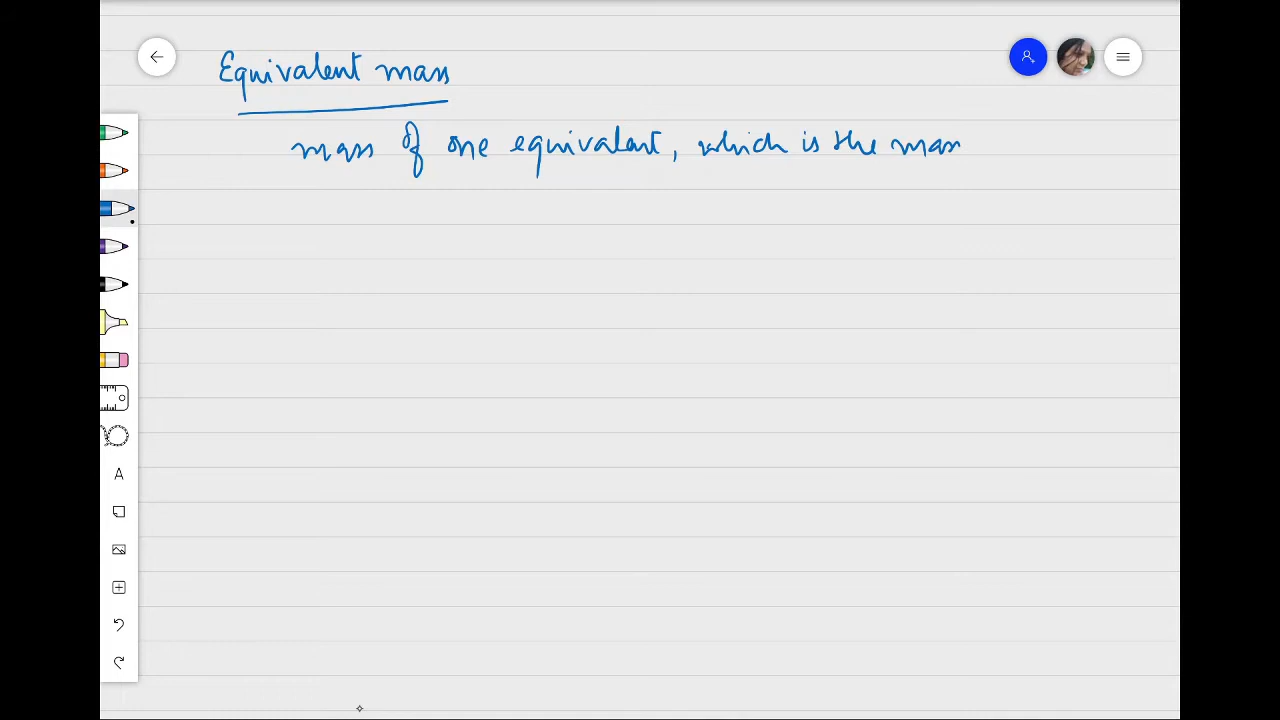 Equivalent mass
mass of one equivalent, which is the mass
A